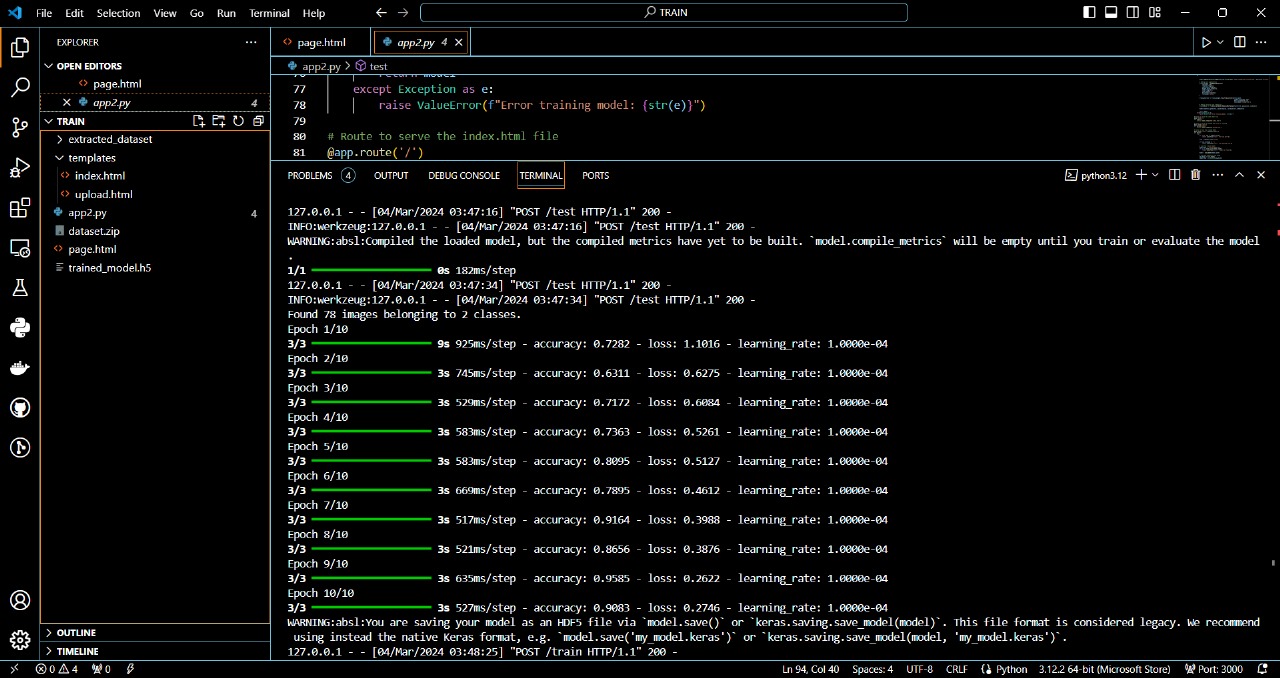 File Edit Selection View Go Run Terminal Help
TRAIN
EXPLORER
OPEN EDITORS
page.html
app2.py 4
TRAIN
extracted_dataset
templates
index.html
upload.html
app2.py 4
dataset.zip
page.html
trained_model.h5
OUTLINE
TIMELINE
page.html app2.py 4
app2.py > test
76 return model
77 except Exception as e:
78 raise ValueError(f"Error training model: {str(e)}")
79
80 # Route to serve the index.html file
81 @app.route('/')
PROBLEMS 4 OUTPUT DEBUG CONSOLE TERMINAL PORTS
python3.12
127.0.0.1 - - [04/Mar/2024 03:47:16] "POST /test HTTP/1.1" 200 -
INFO:werkzeug:127.0.0.1 - - [04/Mar/2024 03:47:16] "POST /test HTTP/1.1" 200 -
WARNING:absl:Compiled the loaded model, but the compiled metrics have yet to be built. `model.compile_metrics` will be empty until you train or evaluate the model
.
1/1 0s 182ms/step
127.0.0.1 - - [04/Mar/2024 03:47:34] "POST /test HTTP/1.1" 200 -
INFO:werkzeug:127.0.0.1 - - [04/Mar/2024 03:47:34] "POST /test HTTP/1.1" 200 -
Found 78 images belonging to 2 classes.
Epoch 1/10
3/3 9s 925ms/step - accuracy: 0.7282 - loss: 1.1016 - learning_rate: 1.0000e-04
Epoch 2/10
3/3 3s 745ms/step - accuracy: 0.6311 - loss: 0.6275 - learning_rate: 1.0000e-04
Epoch 3/10
3/3 3s 529ms/step - accuracy: 0.7172 - loss: 0.6084 - learning_rate: 1.0000e-04
Epoch 4/10
3/3 3s 583ms/step - accuracy: 0.7363 - loss: 0.5261 - learning_rate: 1.0000e-04
Epoch 5/10
3/3 3s 583ms/step - accuracy: 0.8095 - loss: 0.5127 - learning_rate: 1.0000e-04
Epoch 6/10
3/3 3s 669ms/step - accuracy: 0.7895 - loss: 0.4612 - learning_rate: 1.0000e-04
Epoch 7/10
3/3 3s 517ms/step - accuracy: 0.9164 - loss: 0.3988 - learning_rate: 1.0000e-04
Epoch 8/10
3/3 3s 521ms/step - accuracy: 0.8656 - loss: 0.3876 - learning_rate: 1.0000e-04
Epoch 9/10
3/3 3s 635ms/step - accuracy: 0.9585 - loss: 0.2622 - learning_rate: 1.0000e-04
Epoch 10/10
3/3 3s 527ms/step - accuracy: 0.9083 - loss: 0.2746 - learning_rate: 1.0000e-04
WARNING:absl:You are saving your model as an HDF5 file via `model.save()` or `keras.saving.save_model(model)`. This file format is considered legacy. We recommend
using instead the native Keras format, e.g. `model.save('my_model.keras')` or `keras.saving.save_model(model, 'my_model.keras')`.
127.0.0.1 - - [04/Mar/2024 03:48:25] "POST /train HTTP/1.1" 200 -
0 4 0 Ln 94, Col 40 Spaces: 4 UTF-8 CRLF Python 3.12.2 64-bit (Microsoft Store) Port: 3000